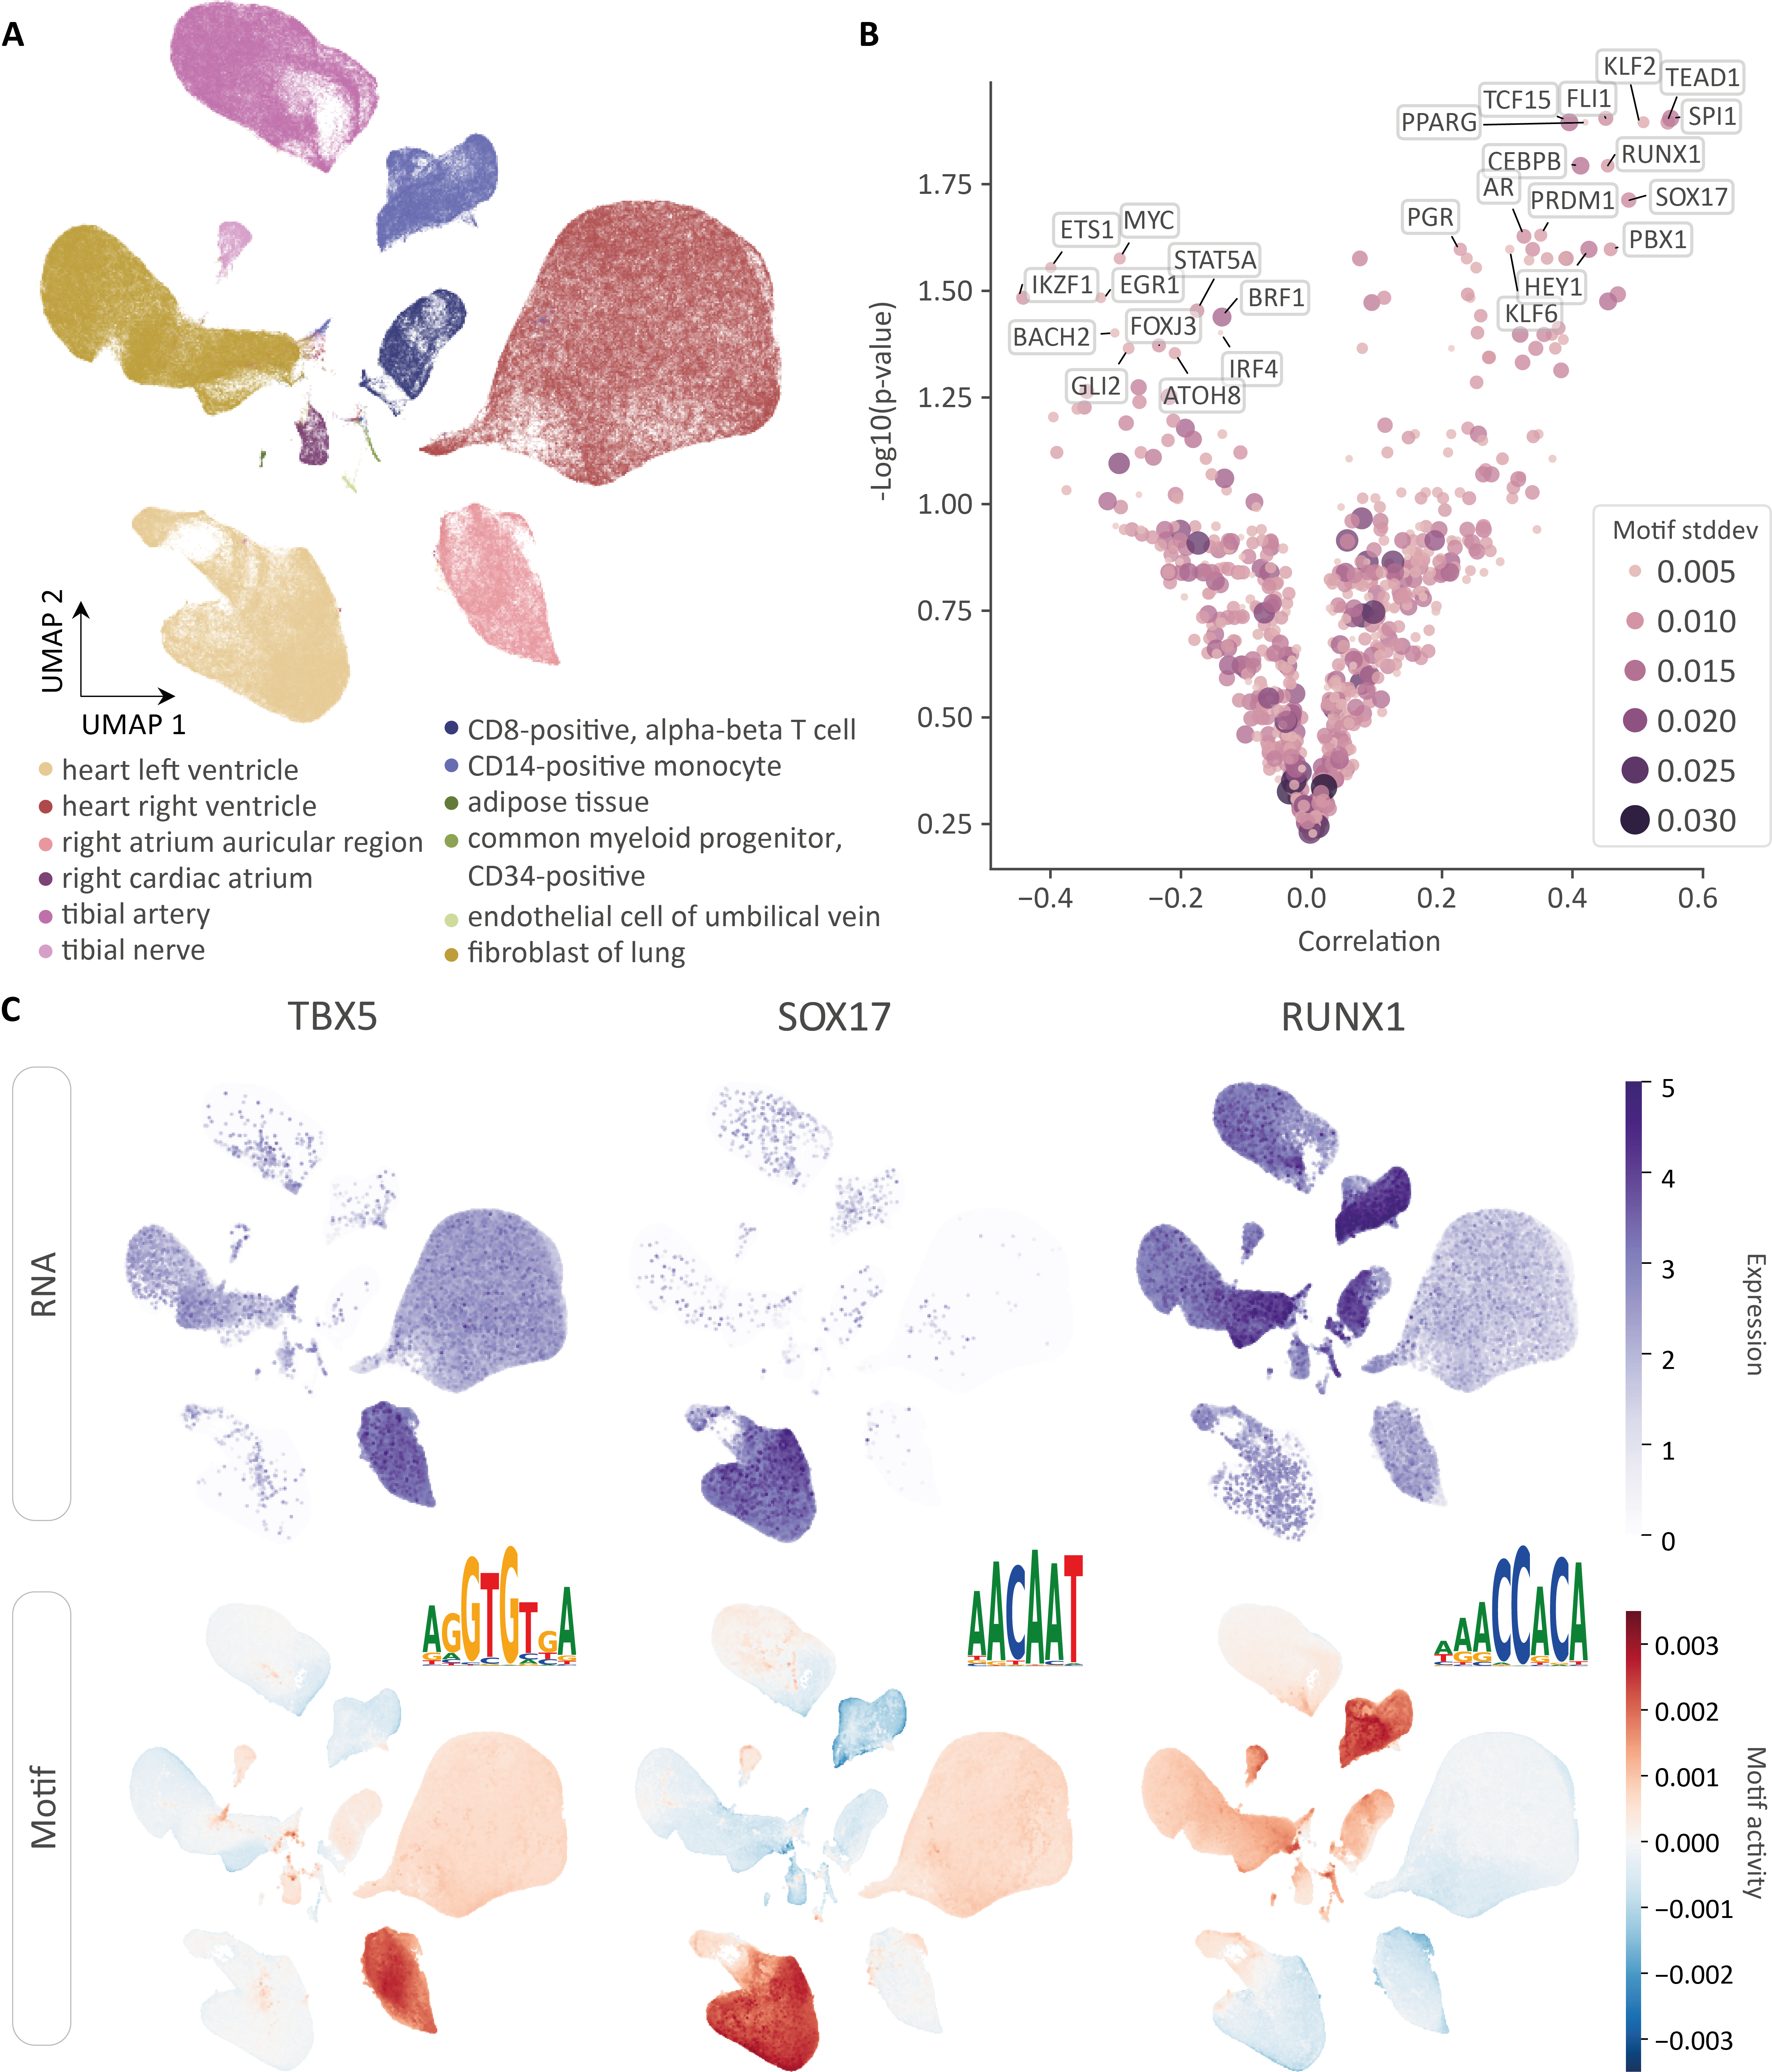 A
UMAP 2
UMAP 1
heart left ventricle
heart right ventricle
right atrium auricular region
right cardiac atrium
tibial artery
tibial nerve
CD8-positive, alpha-beta T cell
CD14-positive monocyte
adipose tissue
common myeloid progenitor,
CD34-positive
endothelial cell of umbilical vein
fibroblast of lung
B
KLF2
TEAD1
TCF15
FLI1
PPARG
SPI1
CEBPB
RUNX1
AR
PRDM1
SOX17
PGR
PBX1
HEY1
KLF6
ETS1
MYC
STAT5A
IKZF1
EGR1
BRF1
BACH2
FOXJ3
IRF4
GLI2
ATOH8
-Log10(p-value)
1.75
1.50
1.25
1.00
0.75
0.50
0.25
−0.4
−0.2
0.0
0.2
0.4
0.6
Correlation
Motif stddev
0.005
0.010
0.015
0.020
0.025
0.030
C
TBX5
SOX17
RUNX1
RNA
5
4
3
2
1
0
Expression
Motif
AGGTGTGA
AACAAT
AAACCACA
0.003
0.002
0.001
0.000
−0.001
−0.002
−0.003
Motif activity